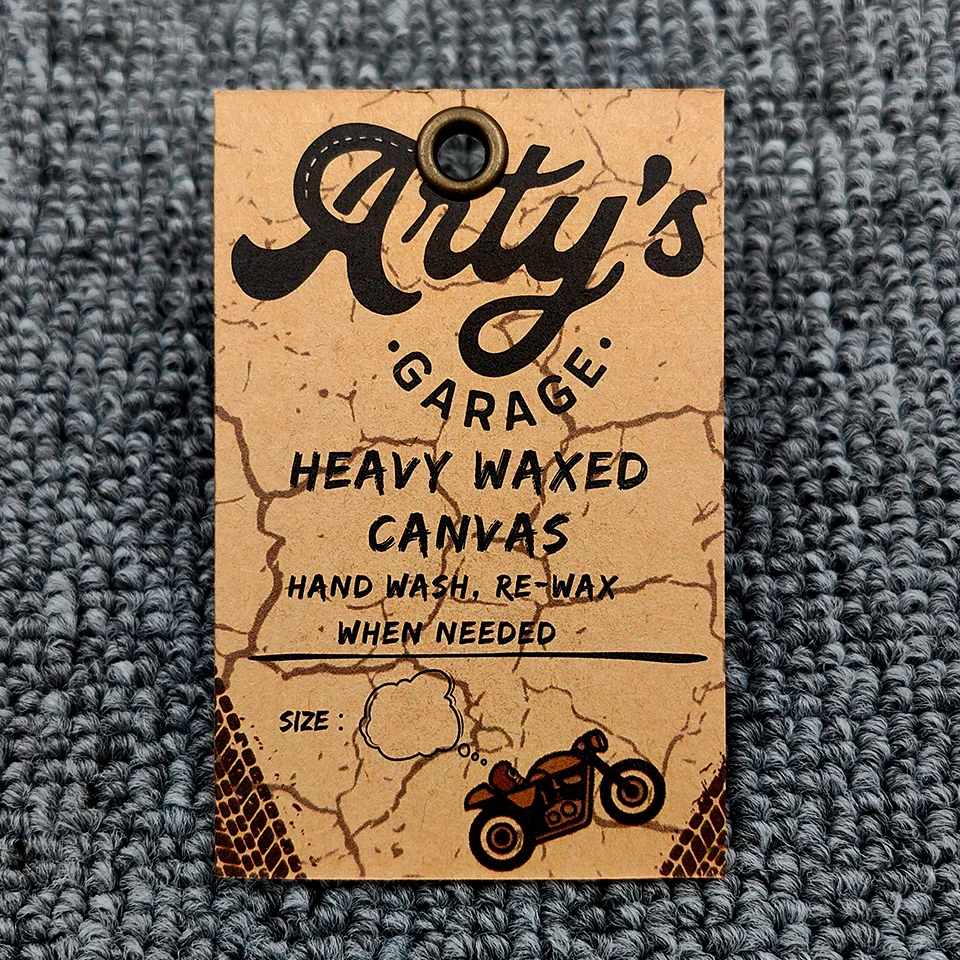 Arty's
• GARAGE •
HEAVY WAXED
CANVAS
HAND WASH, RE-WAX
WHEN NEEDED
SIZE :